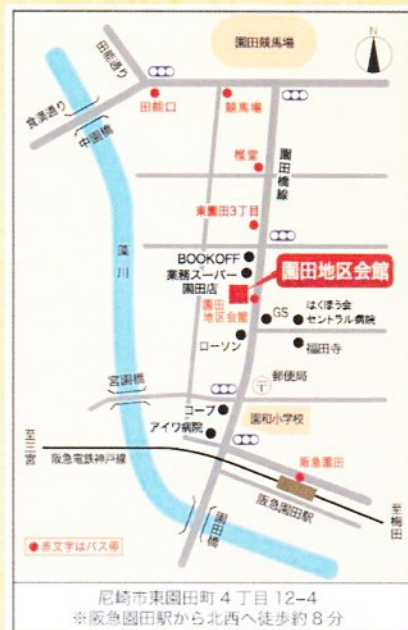 園田競馬場
N
田能通り
食満通り
田能口
競馬場
中園橋
椎堂
園田橋線
東園田3丁目
藻川
BOOKOFF
業務スーパー
園田店
園田地区会館
園田
地区会館
GS
はくほう会
セントラル病院
ローソン
福田寺
宮園橋
〒
郵便局
コープ
園和小学校
アイワ病院
至三宮
阪急電鉄神戸線
阪急園田
阪急園田駅
至梅田
園田橋
●赤文字はバス停
尼崎市東園田町4丁目12-4
※阪急園田駅から北西へ徒歩約8分